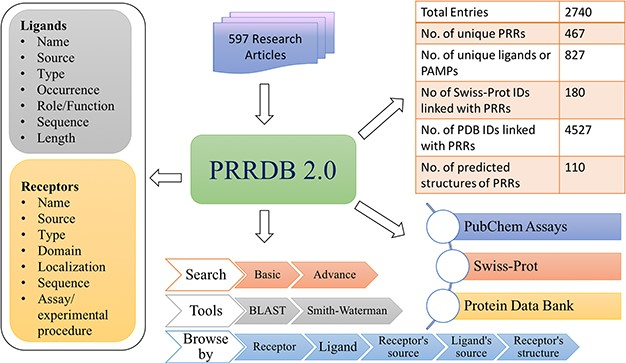 Ligands
• Name
• Source
• Type
• Occurrence
• Role/Function
• Sequence
• Length
Receptors
• Name
• Source
• Type
• Domain
• Localization
• Sequence
• Assay/
experimental
procedure
597 Research
Articles
PRRDB 2.0
Total Entries 2740
No. of unique PRRs 467
No. of unique ligands or 827
PAMPs
No of Swiss-Prot IDs 180
linked with PRRs
No. of PDB IDs linked 4527
with PRRs
No. of predicted 110
structures of PRRs
PubChem Assays
Swiss-Prot
Protein Data Bank
Search Basic Advance
Tools BLAST Smith-Waterman
Browse by Receptor Ligand Receptor's source Ligand's source Receptor's structure